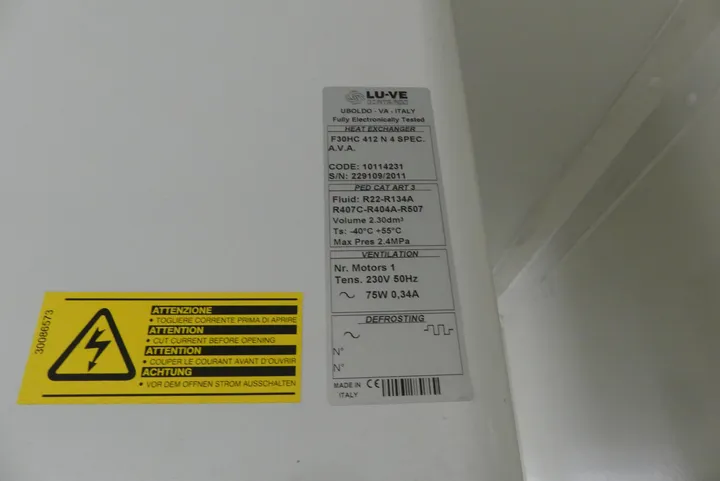 LU-VE
UBOLDO - VA - ITALY
Fully Electronically Tested
HEAT EXCHANGER
F30HC 412 N 4 SPEC.
A.V.A.
CODE: 10114231
S/N: 229109/2011
PED CAT ART 3
Fluid: R22-R134A
R407C-R404A-R507
Volume 2.30dm³
Ts: -40°C +55°C
Max Pres 2.4MPa
VENTILATION
Nr. Motors 1
Tens. 230V 50Hz
~ 75W 0,34A
DEFROSTING
~
N°
N°
MADE IN
ITALY
CE
30086573
ATTENZIONE
• TOGLIERE CORRENTE PRIMA DI APRIRE
ATTENTION
• CUT CURRENT BEFORE OPENING
ATTENTION
• COUPER LE COURANT AVANT D'OUVRIR
ACHTUNG
• VOR DEM OFFNEN STROM AUSSCHALTEN